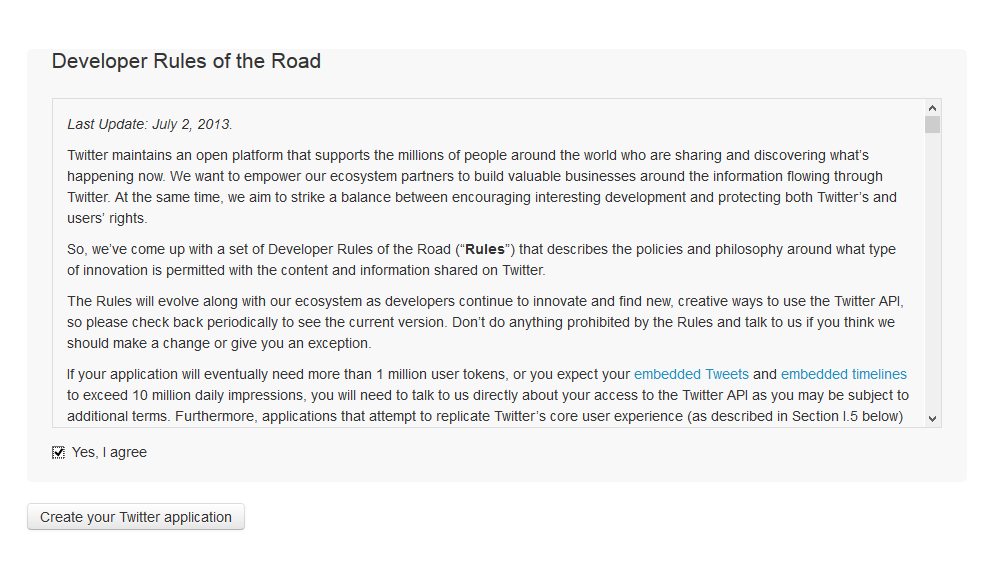 Developer Rules of the Road
Last Update: July 2, 2013.
Twitter maintains an open platform that supports the millions of people around the world who are sharing and discovering what’s
happening now. We want to empower our ecosystem partners to build valuable businesses around the information flowing through
Twitter. At the same time, we aim to strike a balance between encouraging interesting development and protecting both Twitter’s and
users’ rights.
So, we’ve come up with a set of Developer Rules of the Road (“Rules”) that describes the policies and philosophy around what type
of innovation is permitted with the content and information shared on Twitter.
The Rules will evolve along with our ecosystem as developers continue to innovate and find new, creative ways to use the Twitter API,
so please check back periodically to see the current version. Don’t do anything prohibited by the Rules and talk to us if you think we
should make a change or give you an exception.
If your application will eventually need more than 1 million user tokens, or you expect your embedded Tweets and embedded timelines
to exceed 10 million daily impressions, you will need to talk to us directly about your access to the Twitter API as you may be subject to
additional terms. Furthermore, applications that attempt to replicate Twitter’s core user experience (as described in Section I.5 below)
Yes, I agree
Create your Twitter application